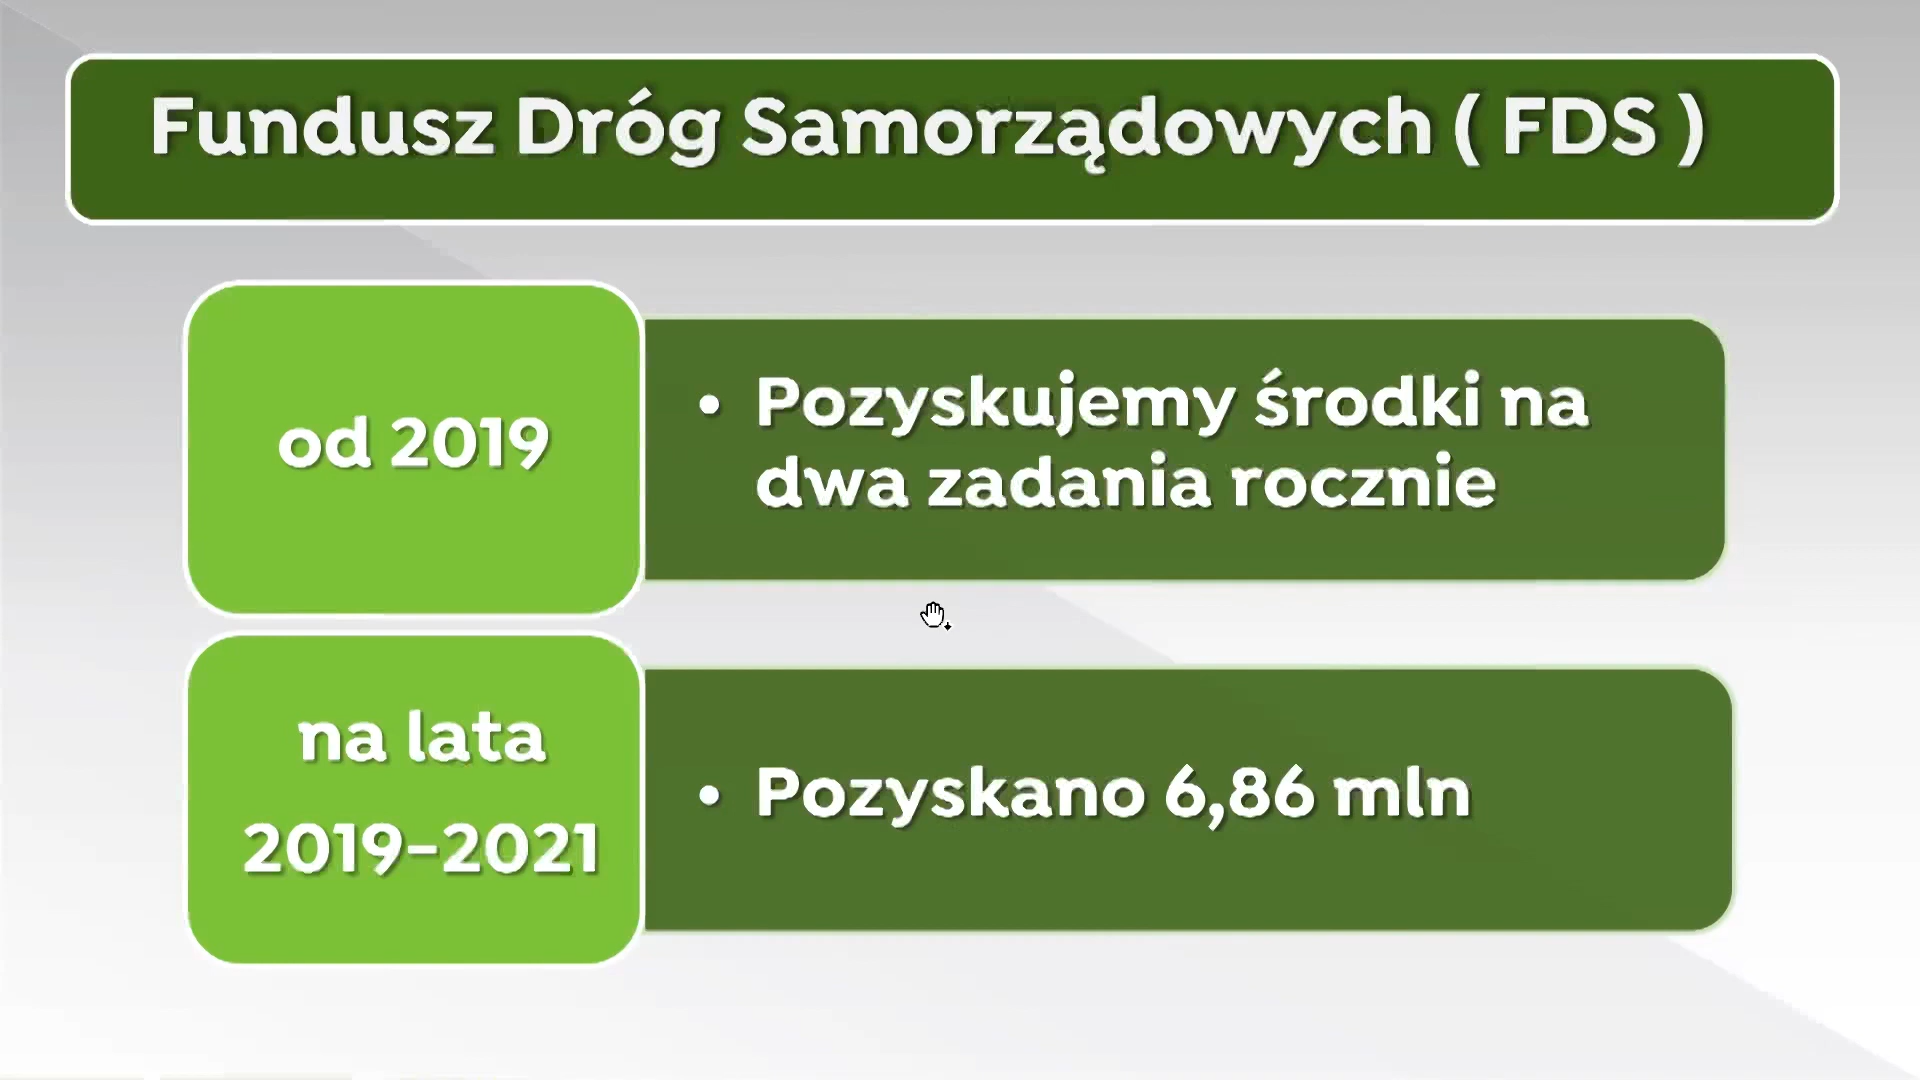 Fundusz Dróg Samorządowych ( FDS )
od 2019
• Pozyskujemy środki na
dwa zadania rocznie
na lata
2019-2021
• Pozyskano 6,86 mln